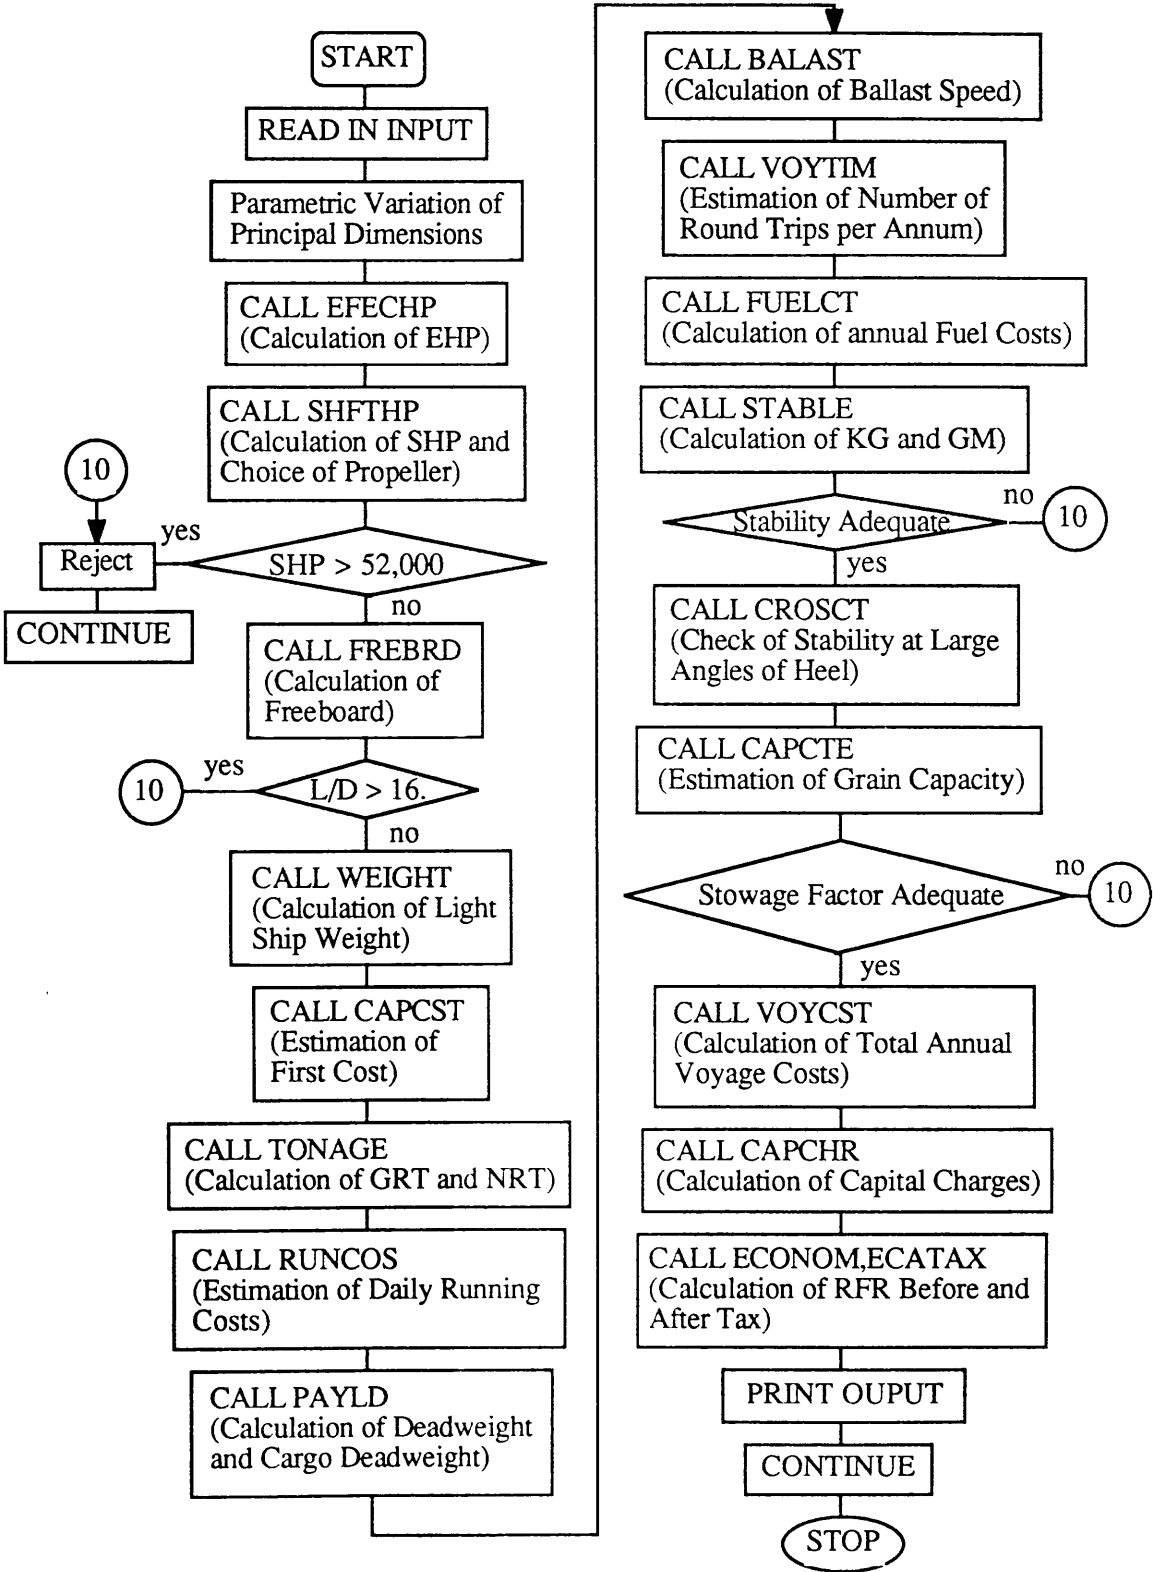 START
READ IN INPUT
Parametric Variation of
Principal Dimensions
CALL EFECHP
(Calculation of EHP)
CALL SHFTHP
(Calculation of SHP and
Choice of Propeller)
10
yes
Reject
SHP > 52,000
no
CONTINUE
CALL FREBRD
(Calculation of
Freeboard)
yes
10
L/D > 16.
no
CALL WEIGHT
(Calculation of Light
Ship Weight)
CALL CAPCST
(Estimation of
First Cost)
CALL TONAGE
(Calculation of GRT and NRT)
CALL RUNCOS
(Estimation of Daily Running
Costs)
CALL PAYLD
(Calculation of Deadweight
and Cargo Deadweight)
CALL BALAST
(Calculation of Ballast Speed)
CALL VOYTIM
(Estimation of Number of
Round Trips per Annum)
CALL FUELCT
(Calculation of annual Fuel Costs)
CALL STABLE
(Calculation of KG and GM)
no
Stability Adequate
10
yes
CALL CROSCT
(Check of Stability at Large
Angles of Heel)
CALL CAPCTE
(Estimation of Grain Capacity)
no
Stowage Factor Adequate
10
yes
CALL VOYCST
(Calculation of Total Annual
Voyage Costs)
CALL CAPCHR
(Calculation of Capital Charges)
CALL ECONOM,ECATAX
(Calculation of RFR Before and
After Tax)
PRINT OUPUT
CONTINUE
STOP